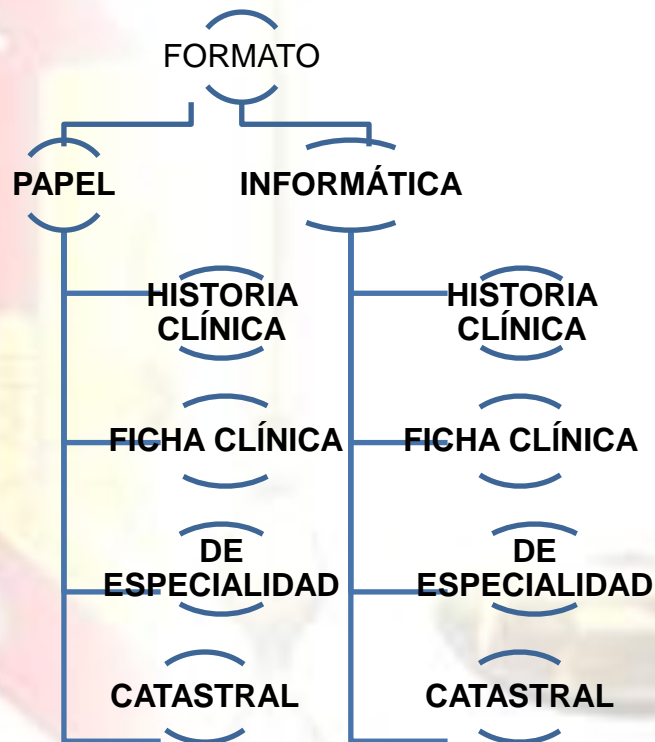 FORMATO
PAPEL
INFORMÁTICA
HISTORIA
CLÍNICA
FICHA CLÍNICA
DE
ESPECIALIDAD
CATASTRAL
HISTORIA
CLÍNICA
FICHA CLÍNICA
DE
ESPECIALIDAD
CATASTRAL